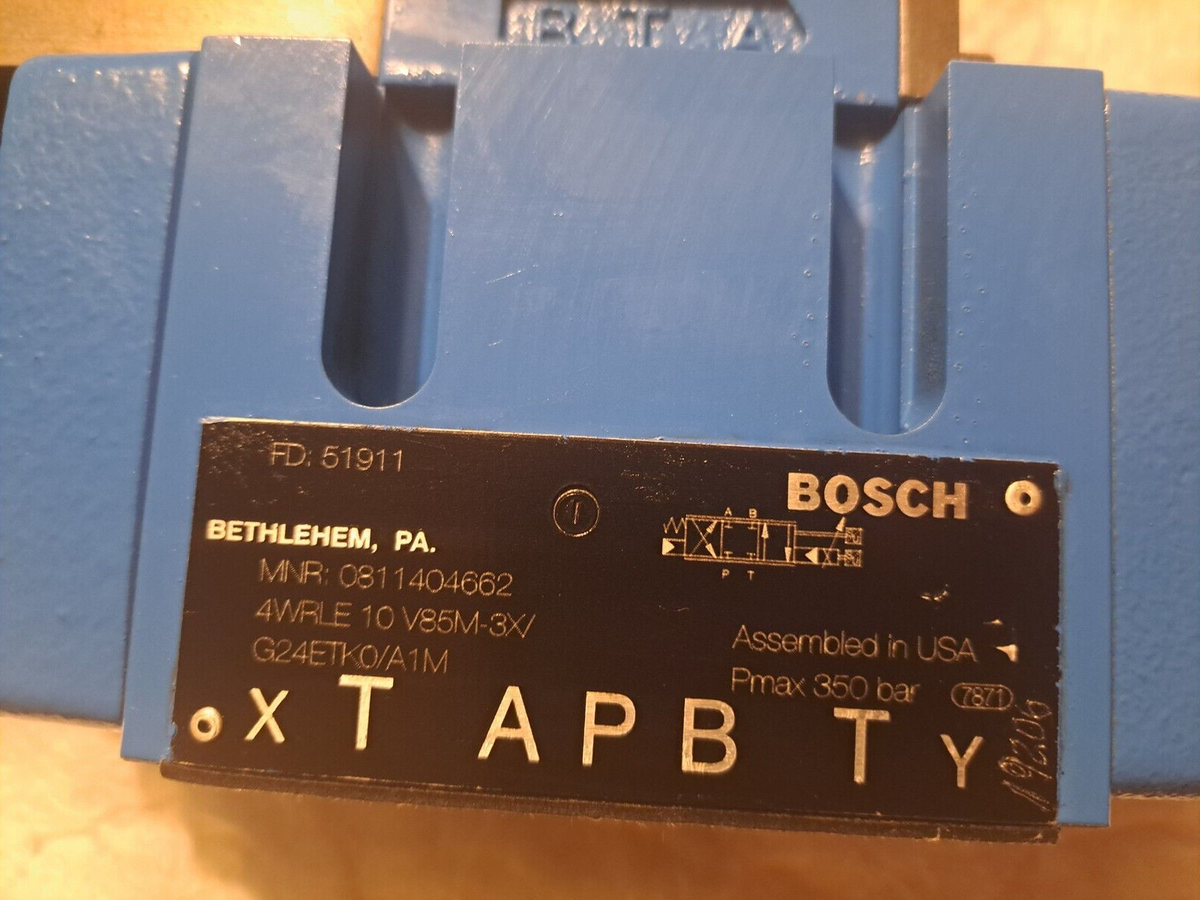 B T A
FD: 51911
BOSCH
BETHLEHEM, PA.
A B
P T
MNR: 0811404662
4WRLE 10 V85M-3X/
G24ETK0/A1M
Assembled in USA
Pmax 350 bar 7871
X T A P B T Y
19206